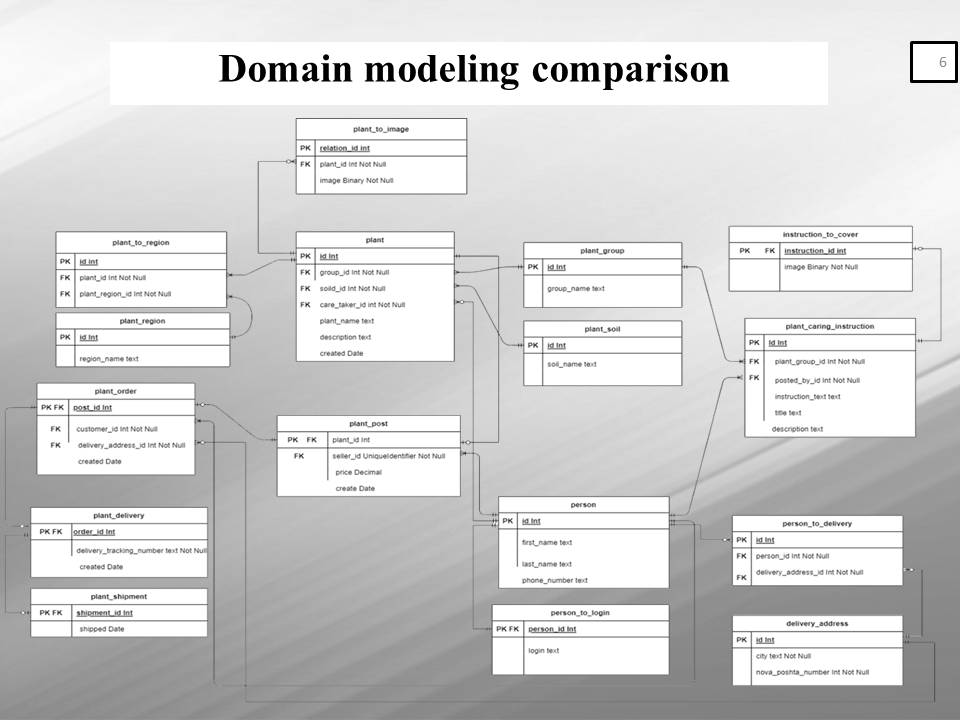 Domain modeling comparison
6
plant_to_image
PK relation_id int
FK plant_id Int Not Null
image Binary Not Null
plant_to_region
PK id int
FK plant_id Int Not Null
FK plant_region_id Int Not Null
plant_region
PK id Int
region_name text
plant
PK id Int
FK group_id Int Not Null
FK soild_id Int Not Null
FK care_taker_id int Not Null
plant_name text
description text
created Date
plant_group
PK id Int
group_name text
plant_soil
PK id Int
soil_name text
instruction_to_cover
PK FK instruction_id int
image Binary Not Null
plant_caring_instruction
PK Id Int
FK plant_group_id Int Not Null
FK posted_by_id Int Not Null
instruction_text text
title text
description text
plant_order
PK FK post_id Int
FK customer_id Int Not Null
FK delivery_address_id Int Not Null
created Date
plant_post
PK FK plant_id Int
FK seller_id UniqueIdentifier Not Null
price Decimal
create Date
plant_delivery
PK FK order_id Int
delivery_tracking_number text Not Null
created Date
plant_shipment
PK FK shipment_id Int
shipped Date
person
PK id Int
first_name text
last_name text
phone_number text
person_to_login
PK FK person_id Int
login text
person_to_delivery
PK id Int
FK person_id Int Not Null
FK delivery_address_id Int Not Null
delivery_address
PK id Int
city text Not Null
nova_poshta_number Int Not Null